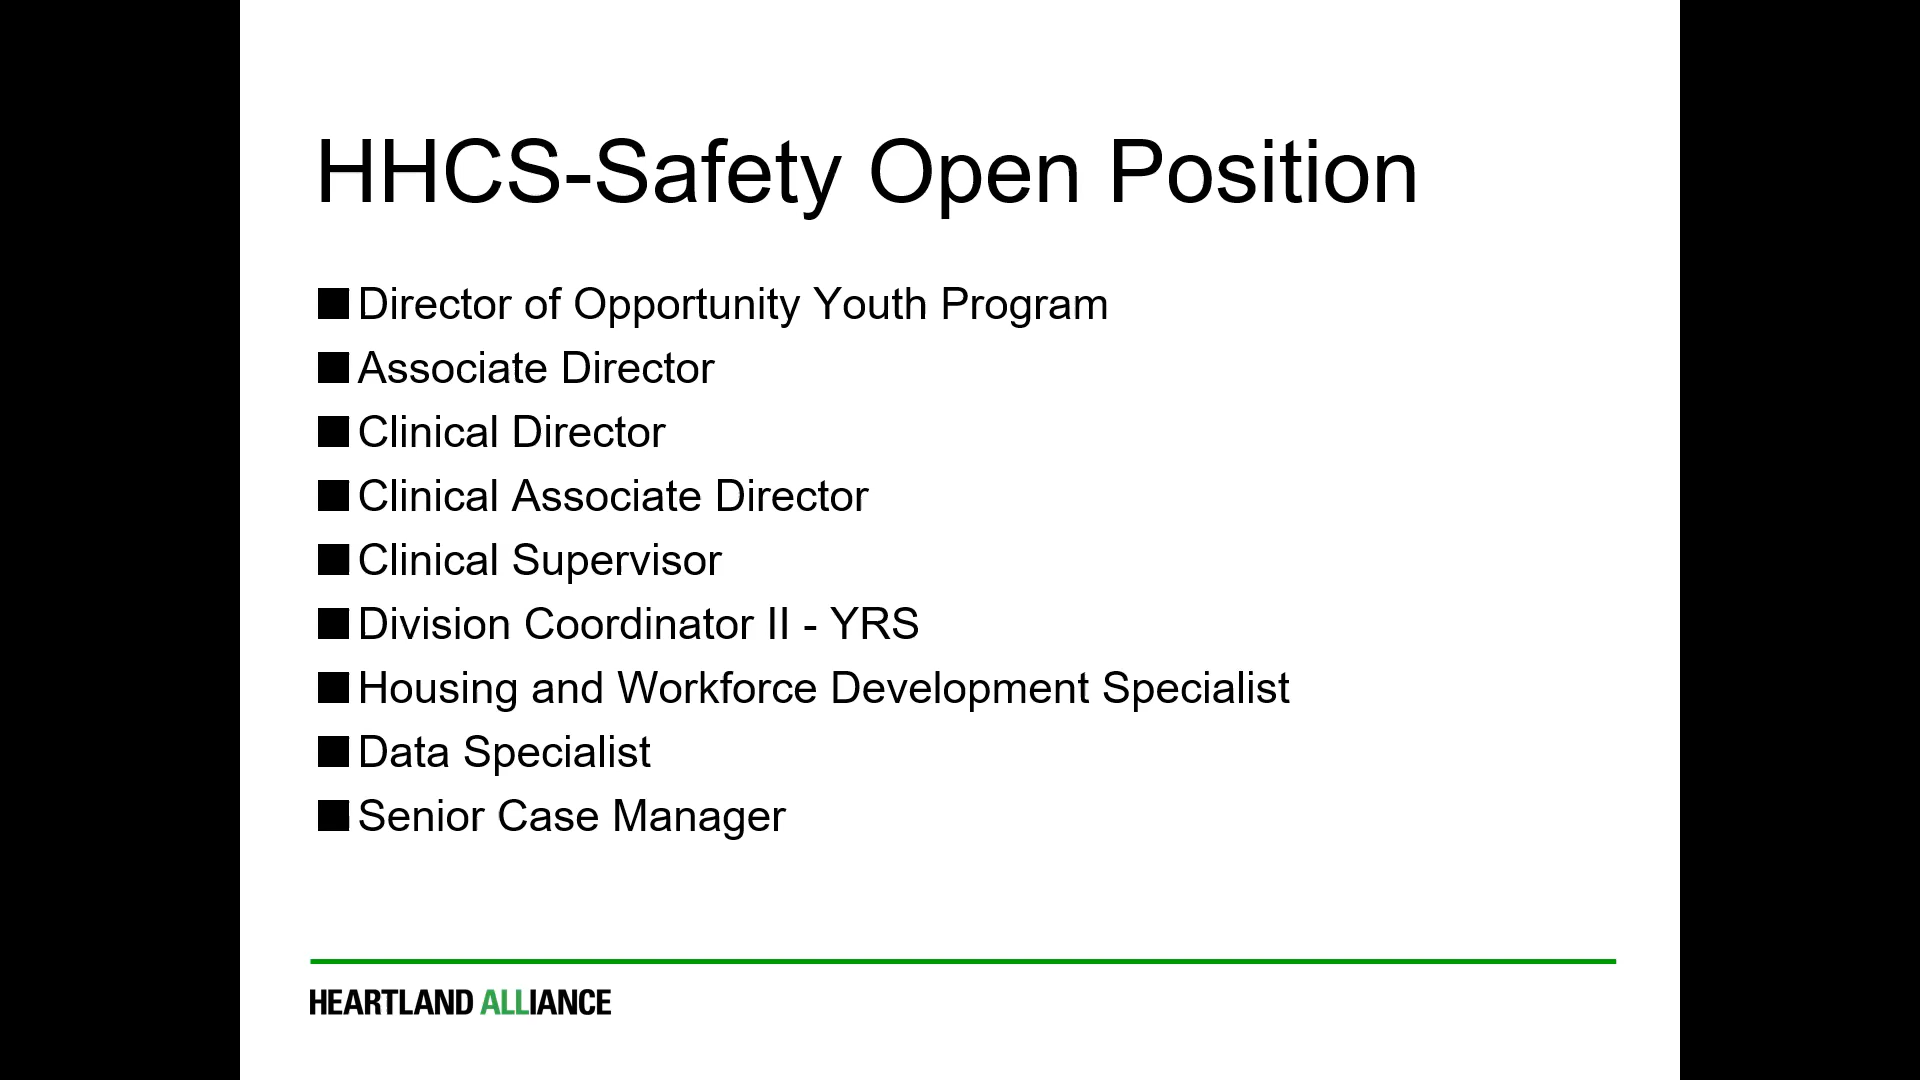 HHCS-Safety Open Position
Director of Opportunity Youth Program
Associate Director
Clinical Director
Clinical Associate Director
Clinical Supervisor
Division Coordinator II - YRS
Housing and Workforce Development Specialist
Data Specialist
Senior Case Manager
HEARTLAND ALLIANCE